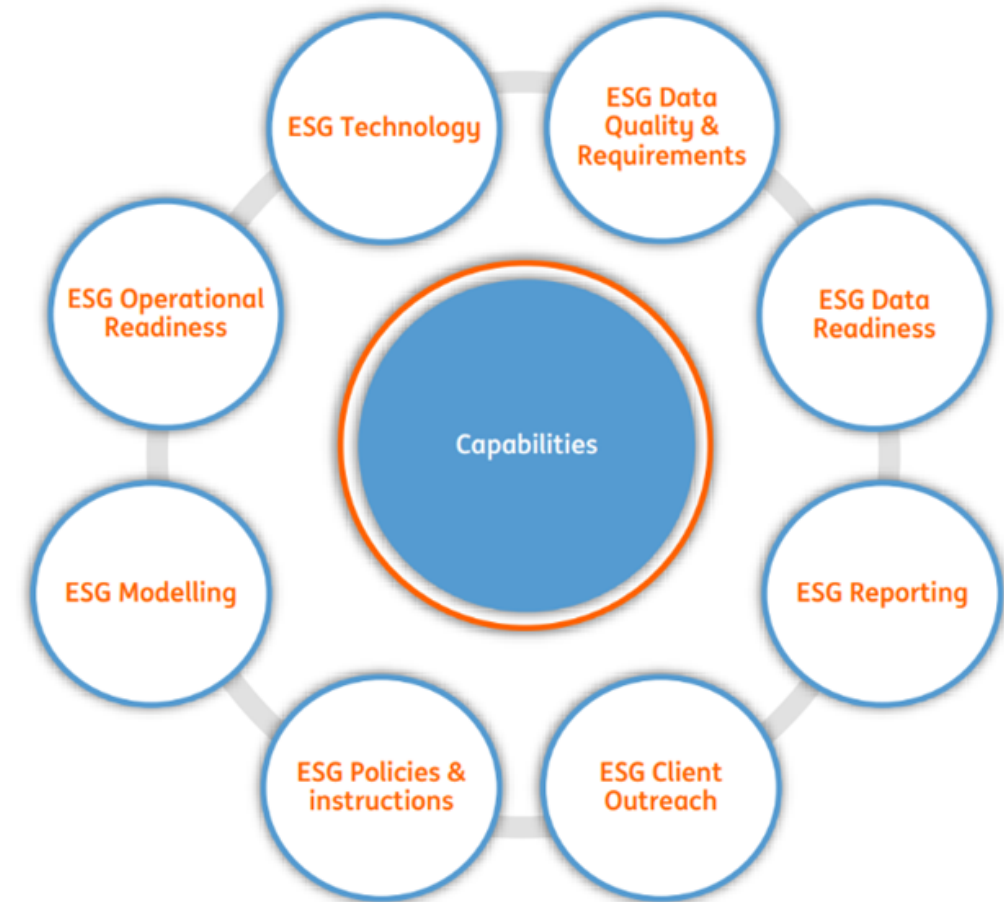 ESG Technology
ESG Data
Quality &
Requirements
ESG Operational
Readiness
ESG Data
Readiness
Capabilities
ESG Modelling
ESG Reporting
ESG Policies &
instructions
ESG Client
Outreach